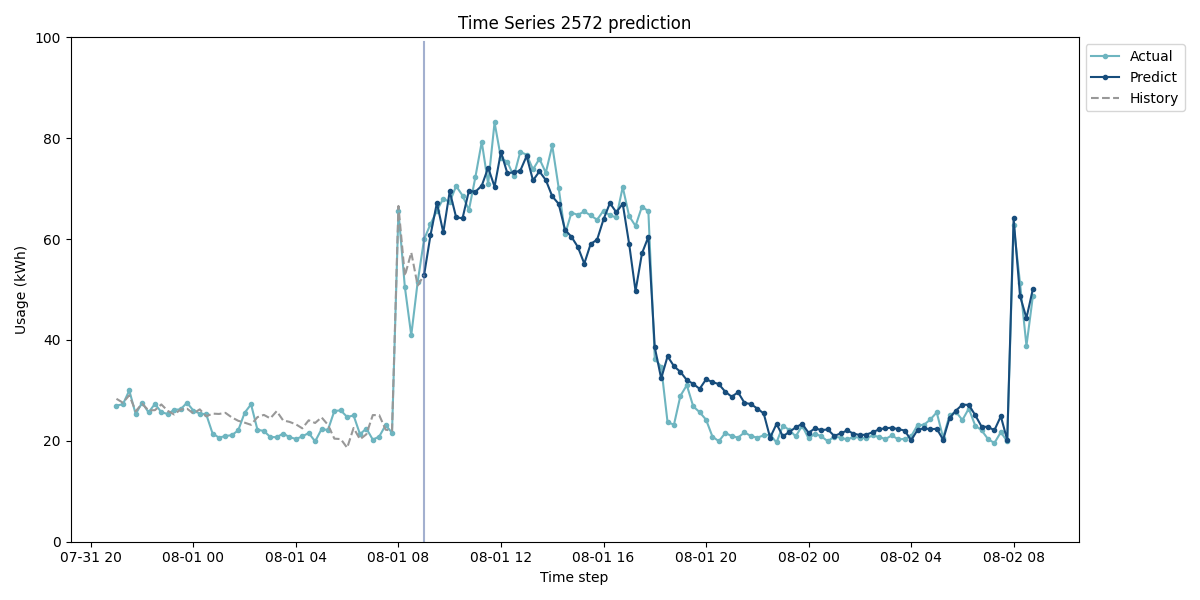 Time Series 2572 prediction
100
80
60
40
20
0
Usage (kWh)
07-31 20
08-01 00
08-01 04
08-01 08
08-01 12
08-01 16
08-01 20
08-02 00
08-02 04
08-02 08
Time step
Actual
Predict
History